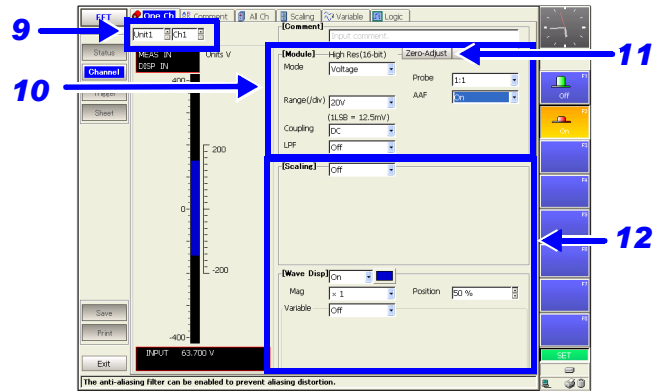 9
10
11
12
FFT
One Ch
Comment
All Ch
Scaling
Variable
Logic
Unit1
Ch1
[Comment]
Input comment.
Status
Channel
Trigger
Sheet
Save
Print
Exit
MEAS IN
DISP IN
Units V
400
200
0
-200
-400
INPUT 63.700 V
[Module] High Res(16-bit) Zero-Adjust
Mode Voltage
Probe 1:1
AAF On
Range(/div) 20V
(1LSB = 12.5mV)
Coupling DC
LPF Off
[Scaling] Off
[Wave Disp] On
Mag × 1 Position 50 %
Variable Off
F1
Off
F2
On
F3
F4
F5
F6
F7
F8
SET
The anti-aliasing filter can be enabled to prevent aliasing distortion.